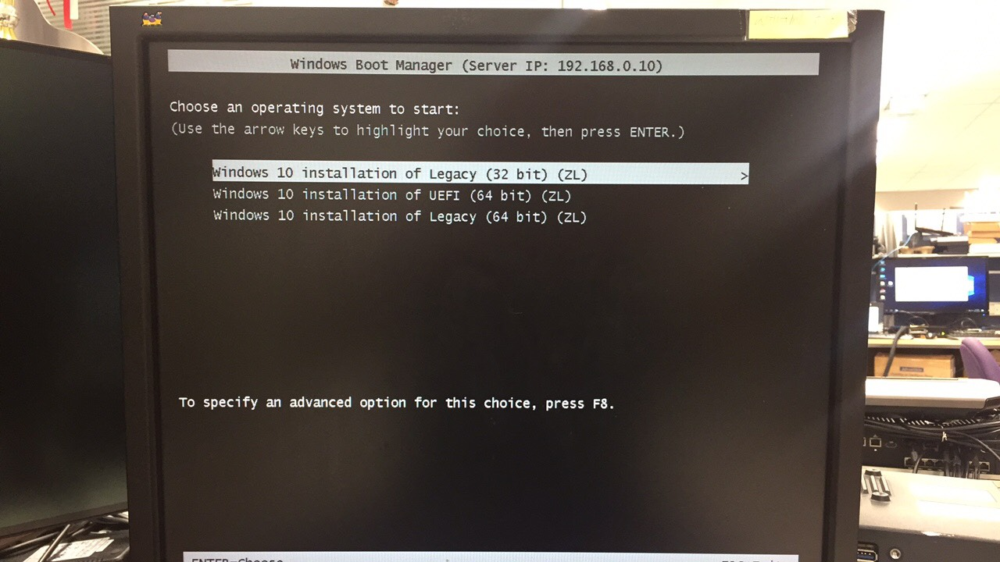 Windows Boot Manager (Server IP: 192.168.0.10)
Choose an operating system to start:
(Use the arrow keys to highlight your choice, then press ENTER.)
Windows 10 installation of Legacy (32 bit) (ZL) >
Windows 10 installation of UEFI (64 bit) (ZL)
Windows 10 installation of Legacy (64 bit) (ZL)
To specify an advanced option for this choice, press F8.
ENTER=Choose